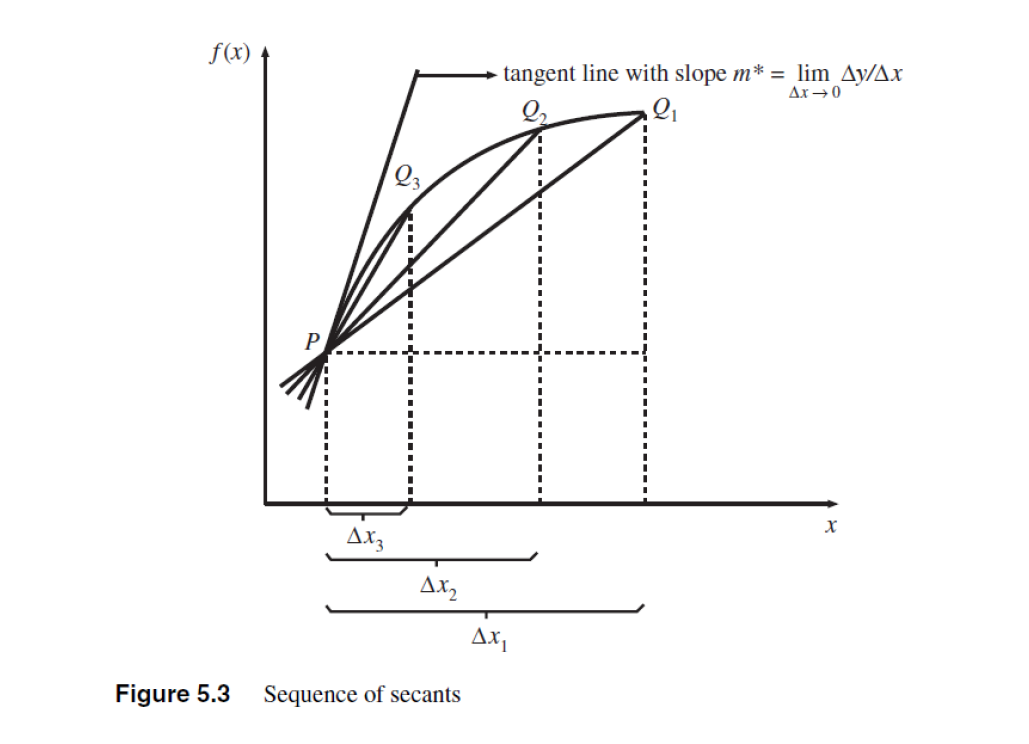 f(x)
tangent line with slope m* = lim Δy/Δx
Δx → 0
Q₂
Q₁
Q₃
P
x
Δx₃
Δx₂
Δx₁
Figure 5.3 Sequence of secants